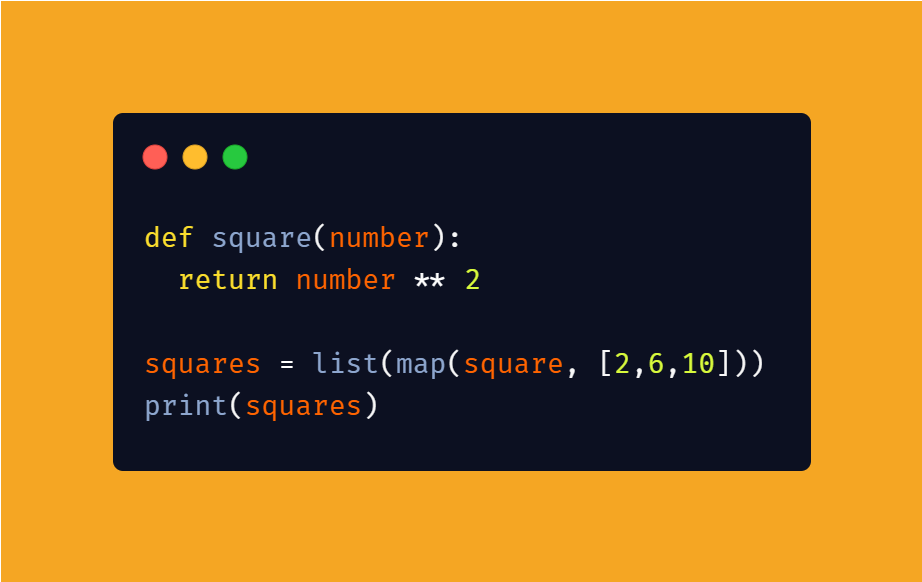 def square(number):
  return number ** 2
squares = list(map(square, [2,6,10]))
print(squares)